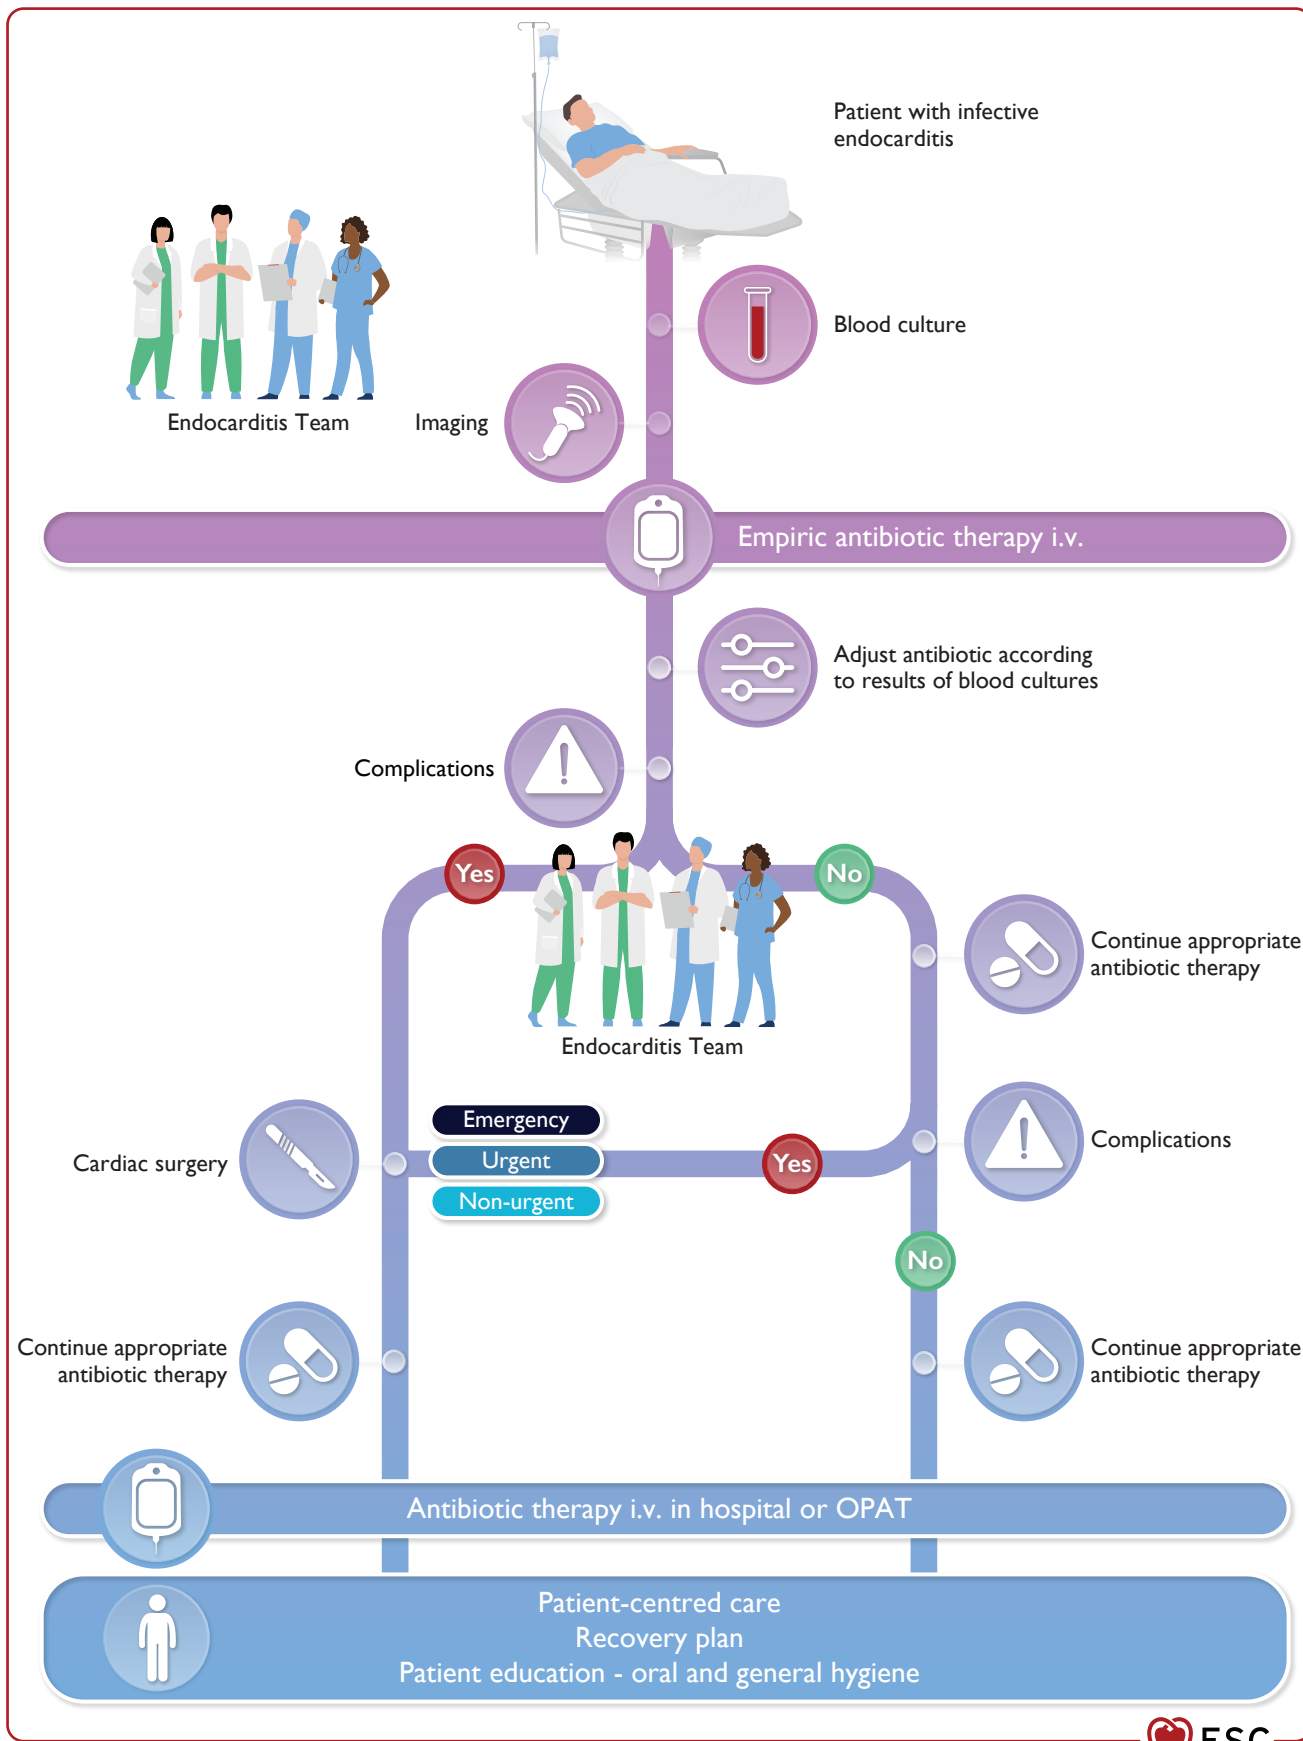 Patient with infective
endocarditis
Blood culture
Endocarditis Team
Imaging
Empiric antibiotic therapy i.v.
Adjust antibiotic according
to results of blood cultures
Complications
Yes
No
Continue appropriate
antibiotic therapy
Endocarditis Team
Emergency
Urgent
Non-urgent
Cardiac surgery
Yes
Complications
No
Continue appropriate
antibiotic therapy
Continue appropriate
antibiotic therapy
Antibiotic therapy i.v. in hospital or OPAT
Patient-centred care
Recovery plan
Patient education - oral and general hygiene
ESC